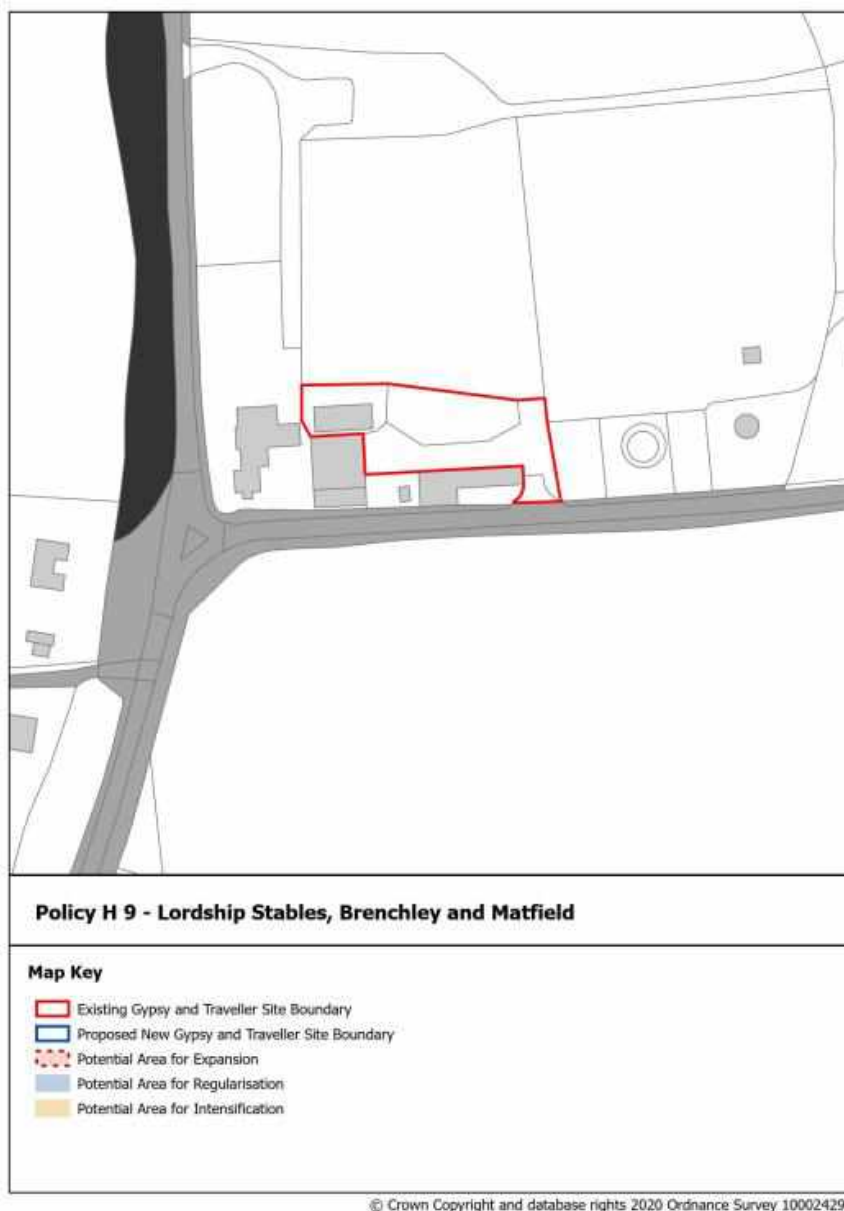 Policy H 9 - Lordship Stables, Brenchley and Matfield
Map Key
Existing Gypsy and Traveller Site Boundary
Proposed New Gypsy and Traveller Site Boundary
Potential Area for Expansion
Potential Area for Regularisation
Potential Area for Intensification
© Crown Copyright and database rights 2020 Ordnance Survey 10002429